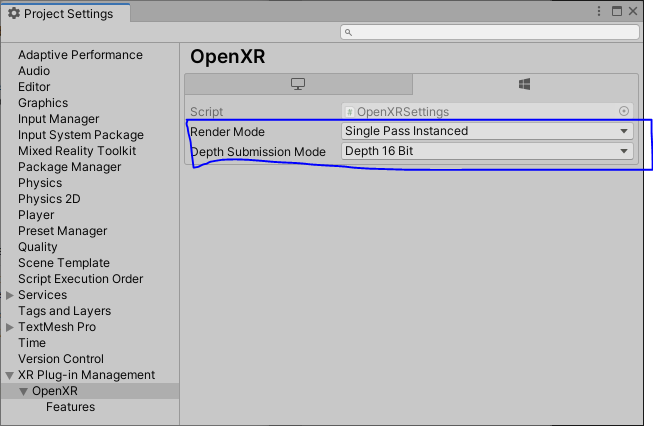 Project Settings
Adaptive Performance
Audio
Editor
Graphics
Input Manager
Input System Package
Mixed Reality Toolkit
Package Manager
Physics
Physics 2D
Player
Preset Manager
Quality
Scene Template
Script Execution Order
Services
Tags and Layers
TextMesh Pro
Time
Version Control
XR Plug-in Management
OpenXR
Features
OpenXR
Script # OpenXRSettings
Render Mode Single Pass Instanced
Depth Submission Mode Depth 16 Bit